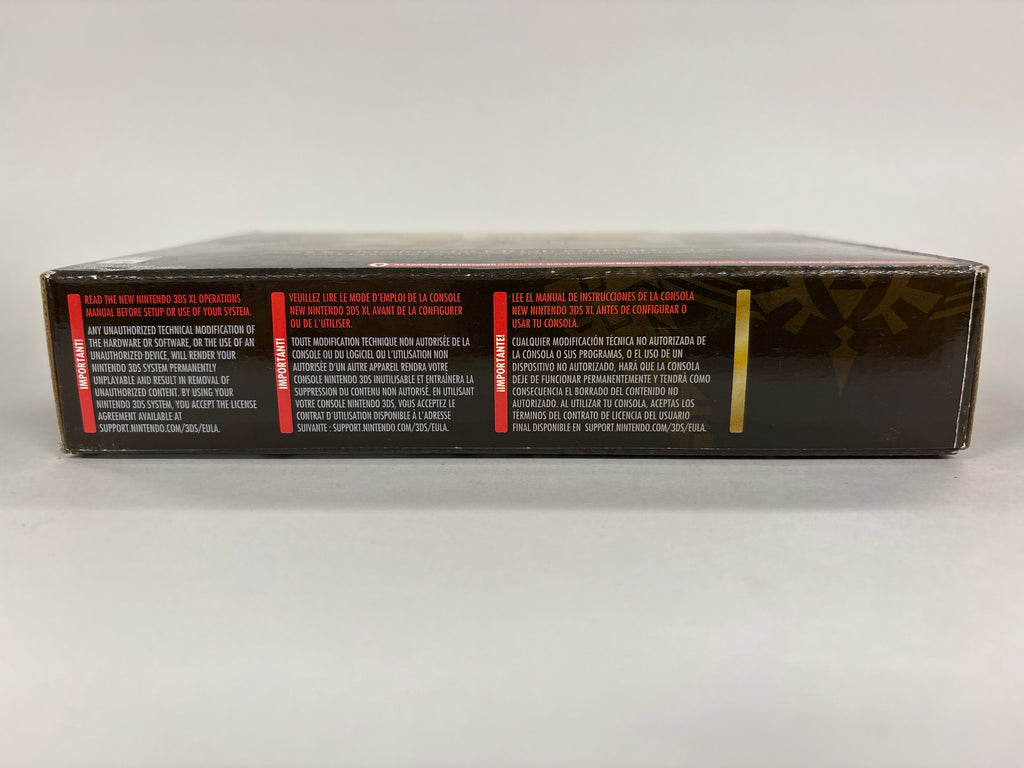 IMPORTANT!
READ THE NEW NINTENDO 3DS XL OPERATIONS
MANUAL BEFORE SETUP OR USE OF YOUR SYSTEM.
ANY UNAUTHORIZED TECHNICAL MODIFICATION OF
THE HARDWARE OR SOFTWARE, OR THE USE OF AN
UNAUTHORIZED DEVICE, WILL RENDER YOUR
NINTENDO 3DS SYSTEM PERMANENTLY
UNPLAYABLE AND RESULT IN REMOVAL OF
UNAUTHORIZED CONTENT. BY USING YOUR
NINTENDO 3DS SYSTEM, YOU ACCEPT THE LICENSE
AGREEMENT AVAILABLE AT
SUPPORT.NINTENDO.COM/3DS/EULA.
IMPORTANT!
VEUILLEZ LIRE LE MODE D'EMPLOI DE LA CONSOLE
NEW NINTENDO 3DS XL AVANT DE LA CONFIGURER
OU DE L'UTILISER.
TOUTE MODIFICATION TECHNIQUE NON AUTORISÉE DE LA
CONSOLE OU DU LOGICIEL OU L'UTILISATION NON
AUTORISÉE D'UN AUTRE APPAREIL RENDRA VOTRE
CONSOLE NINTENDO 3DS INUTILISABLE ET ENTRAÎNERA LA
SUPPRESSION DU CONTENU NON AUTORISÉ. EN UTILISANT
VOTRE CONSOLE NINTENDO 3DS, VOUS ACCEPTEZ LE
CONTRAT D'UTILISATION DISPONIBLE À L'ADRESSE
SUIVANTE : SUPPORT.NINTENDO.COM/3DS/EULA.
¡IMPORTANTE!
LEE EL MANUAL DE INSTRUCCIONES DE LA CONSOLA
NEW NINTENDO 3DS XL ANTES DE CONFIGURAR O
USAR TU CONSOLA.
CUALQUIER MODIFICACIÓN TÉCNICA NO AUTORIZADA DE
LA CONSOLA O SUS PROGRAMAS, O EL USO DE UN
DISPOSITIVO NO AUTORIZADO, HARÁ QUE LA CONSOLA
DEJE DE FUNCIONAR PERMANENTEMENTE Y TENDRÁ COMO
CONSECUENCIA EL BORRADO DEL CONTENIDO NO
AUTORIZADO. AL UTILIZAR TU CONSOLA, ACEPTAS LOS
TÉRMINOS DEL CONTRATO DE LICENCIA DEL USUARIO
FINAL DISPONIBLE EN SUPPORT.NINTENDO.COM/3DS/EULA.